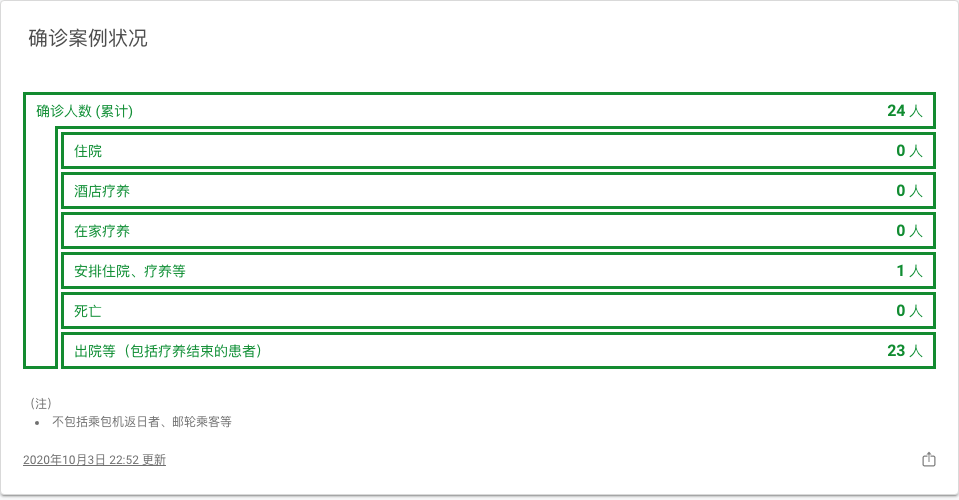 确诊案例状况
确诊人数 (累计) 24 人
住院 0 人
酒店疗养 0 人
在家疗养 0 人
安排住院、疗养等 1 人
死亡 0 人
出院等（包括疗养结束的患者） 23 人
（注）
• 不包括乘包机返日者、邮轮乘客等
2020年10月3日 22:52 更新